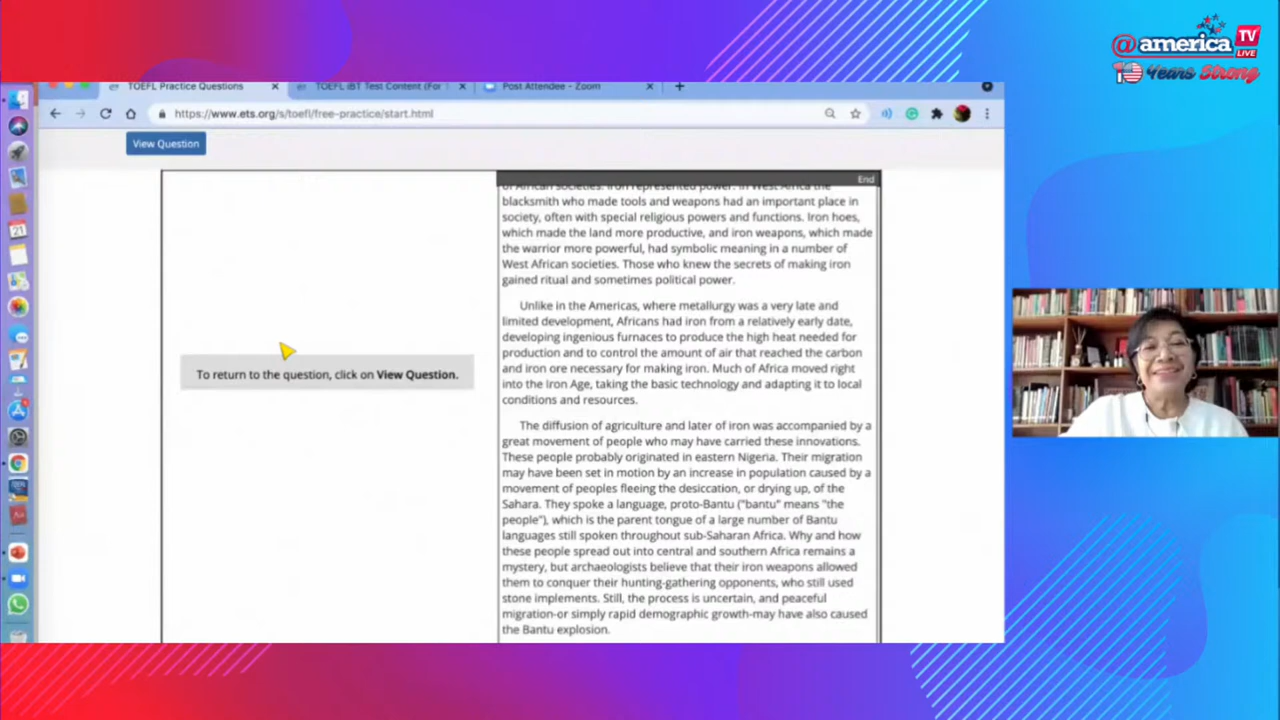 @america TV
LIVE
10 Years Strong
TOEFL Practice Questions
TOEFL iBT Test Content (For
Post Attendee - Zoom
https://www.ets.org/s/toefl/free-practice/start.html
View Question
End
of African societies. Iron represented power. In West Africa the
blacksmith who made tools and weapons had an important place in
society, often with special religious powers and functions. Iron hoes,
which made the land more productive, and iron weapons, which made
the warrior more powerful, had symbolic meaning in a number of
West African societies. Those who knew the secrets of making iron
gained ritual and sometimes political power.
Unlike in the Americas, where metallurgy was a very late and
limited development, Africans had iron from a relatively early date,
developing ingenious furnaces to produce the high heat needed for
production and to control the amount of air that reached the carbon
and iron ore necessary for making iron. Much of Africa moved right
into the Iron Age, taking the basic technology and adapting it to local
conditions and resources.
The diffusion of agriculture and later of iron was accompanied by a
great movement of people who may have carried these innovations.
These people probably originated in eastern Nigeria. Their migration
may have been set in motion by an increase in population caused by a
movement of peoples fleeing the desiccation, or drying up, of the
Sahara. They spoke a language, proto-Bantu ("bantu" means "the
people"), which is the parent tongue of a large number of Bantu
languages still spoken throughout sub-Saharan Africa. Why and how
these people spread out into central and southern Africa remains a
mystery, but archaeologists believe that their iron weapons allowed
them to conquer their hunting-gathering opponents, who still used
stone implements. Still, the process is uncertain, and peaceful
migration-or simply rapid demographic growth-may have also caused
the Bantu explosion.
To return to the question, click on View Question.
21